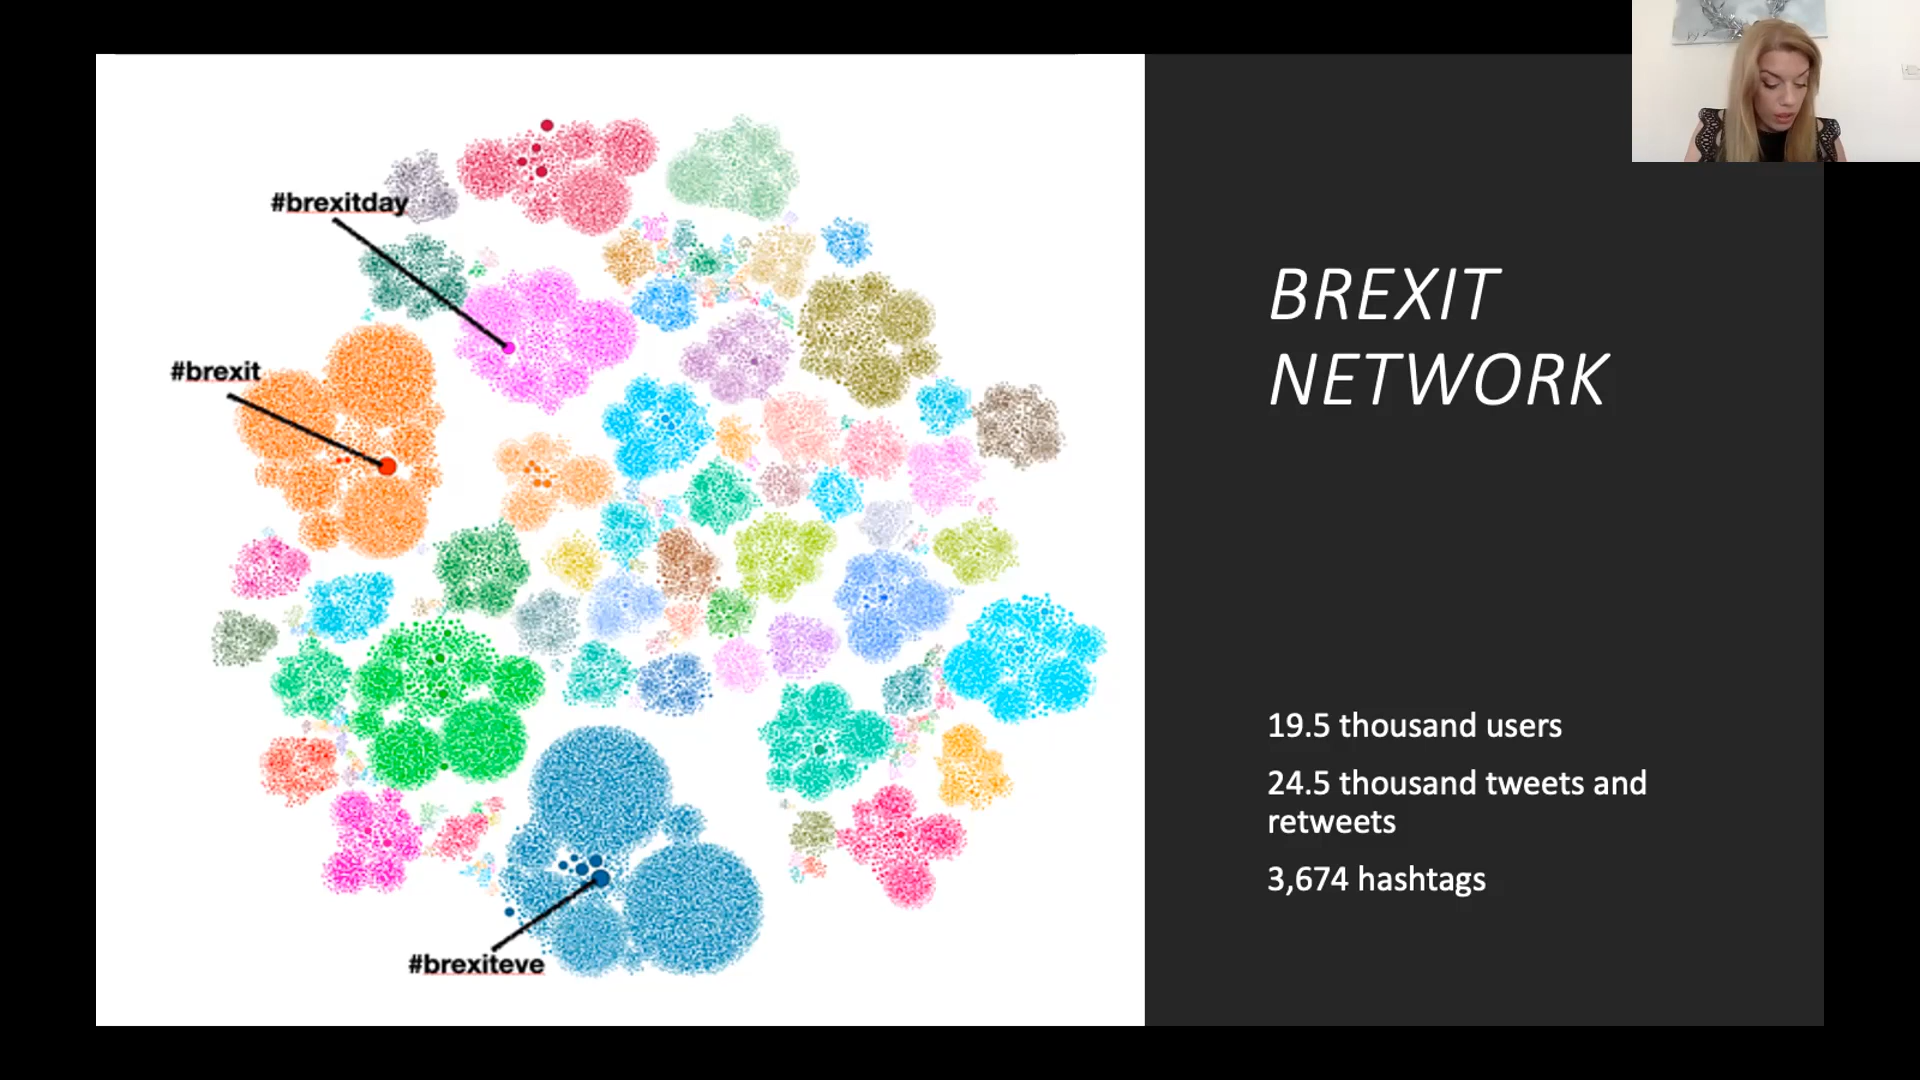 #brexitday
#brexit
#brexiteve
BREXIT
NETWORK
19.5 thousand users
24.5 thousand tweets and
retweets
3,674 hashtags